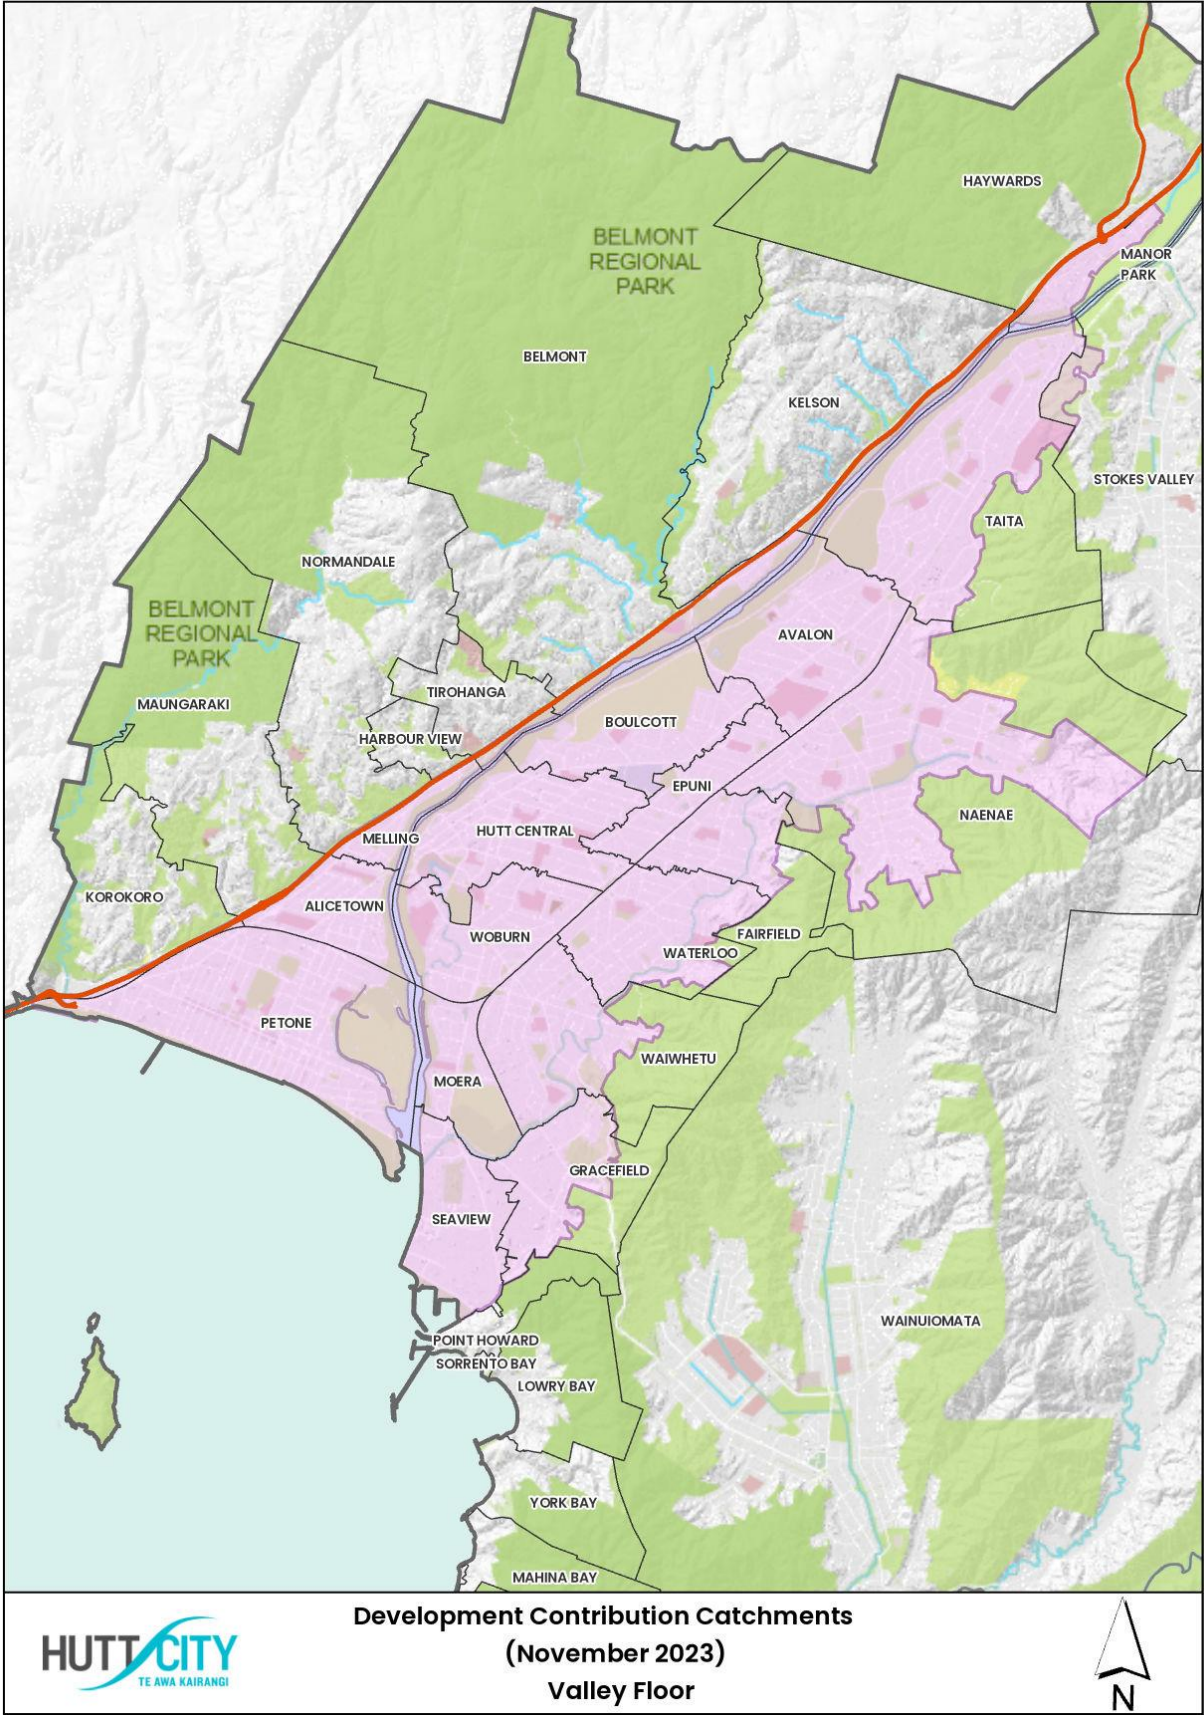 HAYWARDS
BELMONT
REGIONAL
PARK
MANOR
PARK
BELMONT
KELSON
STOKES VALLEY
TAITA
NORMANDALE
BELMONT
REGIONAL
PARK
AVALON
TIROHANGA
MAUNGARAKI
BOULCOTT
HARBOUR VIEW
EPUNI
NAENAE
HUTT CENTRAL
MELLING
KOROKORO
ALICETOWN
WOBURN
FAIRFIELD
WATERLOO
PETONE
WAIWHETU
MOERA
GRACEFIELD
SEAVIEW
WAINUIOMATA
POINT HOWARD
SORRENTO BAY
LOWRY BAY
YORK BAY
MAHINA BAY
HUTT CITY
TE AWA KAIRANGI
Development Contribution Catchments
(November 2023)
Valley Floor
N